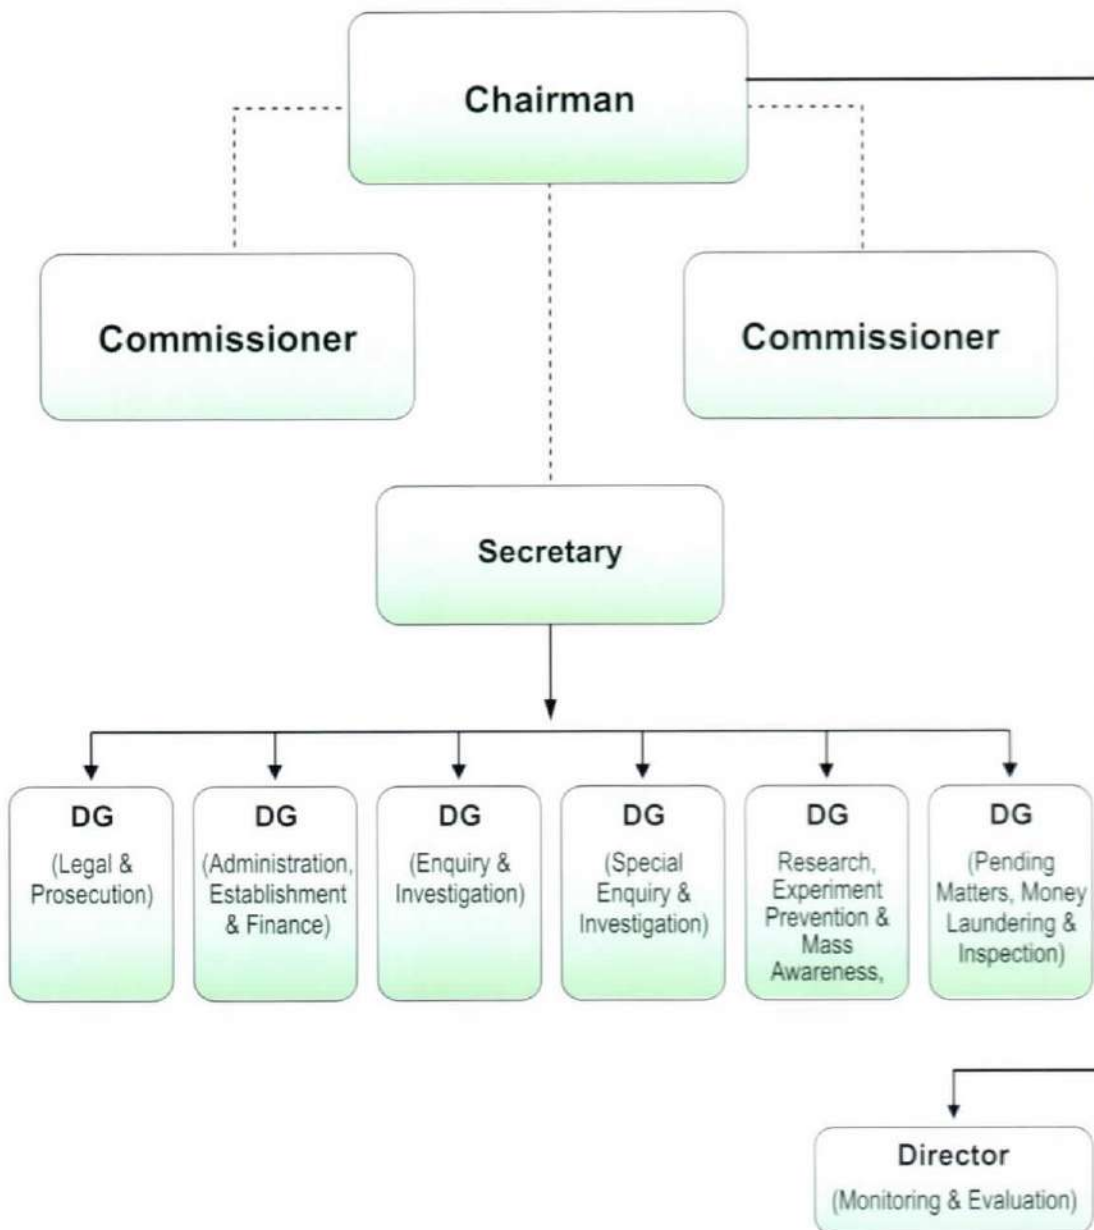 Chairman
Commissioner
Commissioner
Secretary
DG
(Legal &
Prosecution)
DG
(Administration,
Establishment
& Finance)
DG
(Enquiry &
Investigation)
DG
(Special
Enquiry &
Investigation)
DG
Research,
Experiment
Prevention &
Mass
Awareness,
DG
(Pending
Matters, Money
Laundering &
Inspection)
Director
(Monitoring & Evaluation)